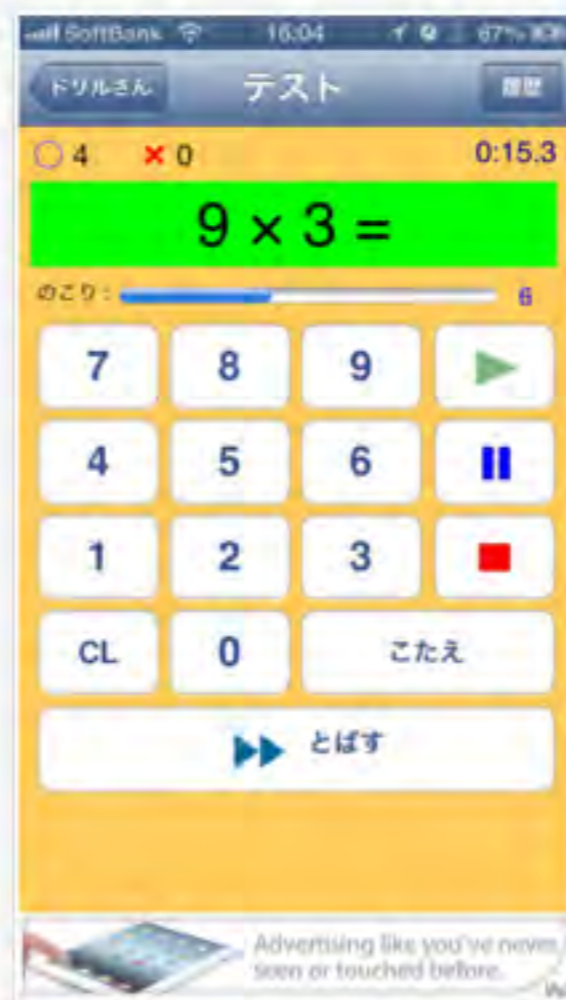 SoftBank 16:04 67%
ドリルさん テスト 履歴
○ 4 × 0 0:15.3
9 × 3 =
のこり: 6
7 8 9
4 5 6
1 2 3
CL 0 こたえ
とばす
Advertising like you've never
seen or touched before.